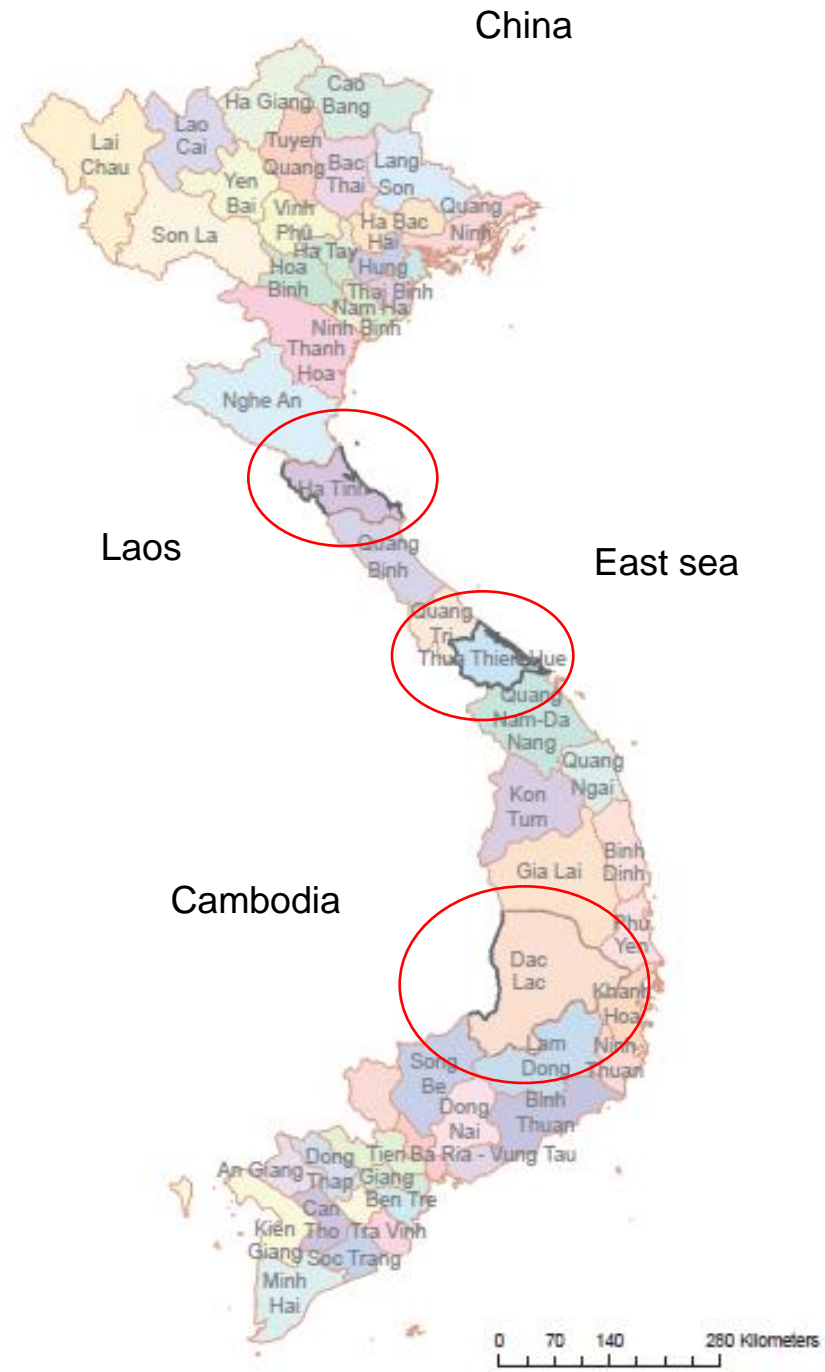 China
Cao
Bang
Ha Giang
Lao
Cai
Lai
Chau
Tuyen
Quang
Bac
Thai
Lang
Son
Yen
Bai
Vinh
Phu
Quang
Ninh
Ha Bac
Hai
Hung
Son La
Ha Tay
Hoa
Binh
Thai Binh
Nam Ha
Ninh Binh
Thanh
Hoa
Nghe An
Ha Tinh
Laos
Quang
Binh
East sea
Quang
Tri
Thua Thien Hue
Quang
Nam-Da
Nang
Quang
Ngai
Kon
Tum
Binh
Dinh
Gia Lai
Cambodia
Phu
Yen
Dac
Lac
Khanh
Hoa
Lam
Dong
Ninh
Thuan
Song
Be
Binh
Thuan
Dong
Nai
Ba Ria - Vung Tau
Tien
Giang
Dong
Thap
An Giang
Ben Tre
Can
Tho
Tra Vinh
Kien
Giang
Soc Trang
Minh
Hai
0 70 140 280 Kilometers